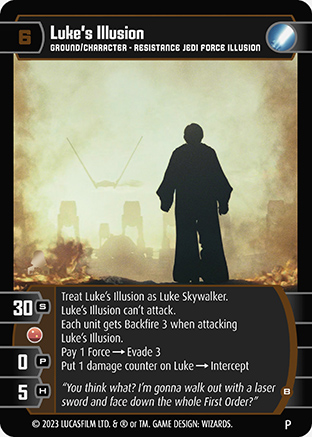 6
Luke's Illusion
GROUND/CHARACTER - RESISTANCE JEDI FORCE ILLUSION
30 S
0 P
5 H
Treat Luke's Illusion as Luke Skywalker.
Luke's Illusion can't attack.
Each unit gets Backfire 3 when attacking
Luke's Illusion.
Pay 1 Force → Evade 3
Put 1 damage counter on Luke → Intercept
"You think what? I'm gonna walk out with a laser
sword and face down the whole First Order?"
B
© 2023 LUCASFILM LTD. & ® or TM. GAME DESIGN: WIZARDS.
P